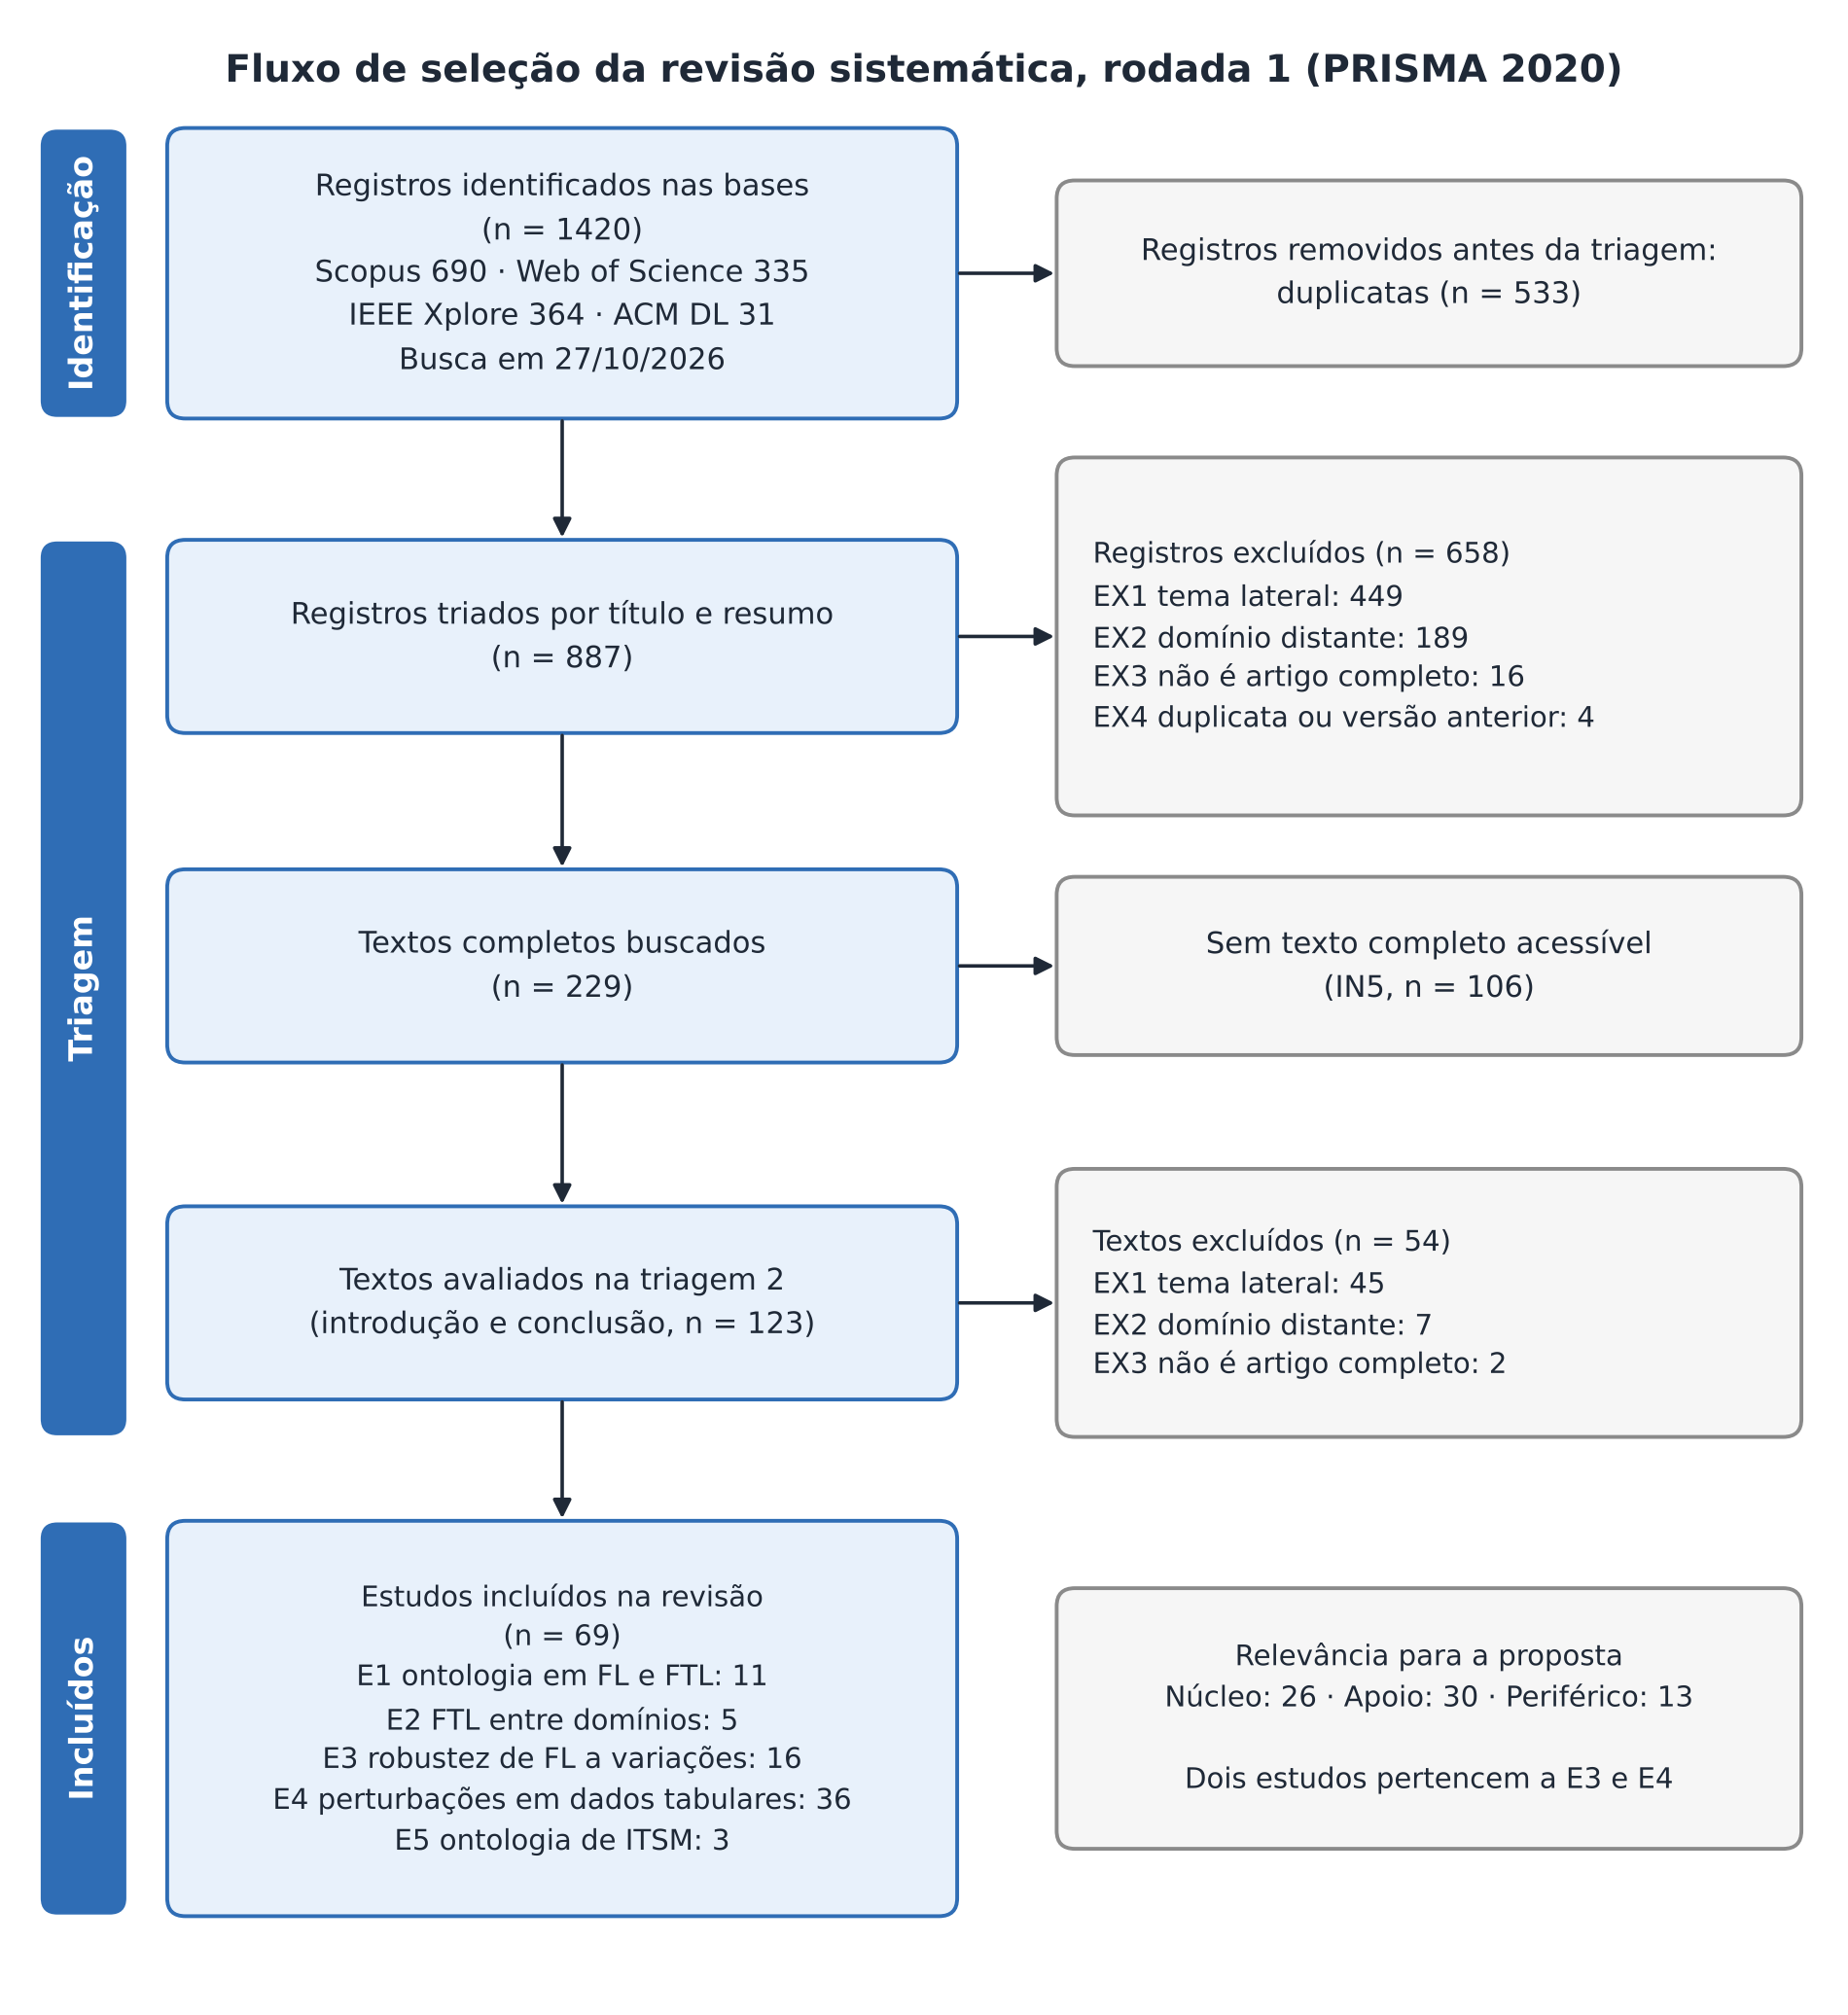 Fluxo de seleção da revisão sistemática, rodada 1 (PRISMA 2020)
Identificação
Registros identificados nas bases
(n = 1420)
Scopus 690 · Web of Science 335
IEEE Xplore 364 · ACM DL 31
Busca em 27/10/2026
Registros removidos antes da triagem:
duplicatas (n = 533)
Triagem
Registros triados por título e resumo
(n = 887)
Registros excluídos (n = 658)
EX1 tema lateral: 449
EX2 domínio distante: 189
EX3 não é artigo completo: 16
EX4 duplicata ou versão anterior: 4
Textos completos buscados
(n = 229)
Sem texto completo acessível
(IN5, n = 106)
Textos avaliados na triagem 2
(introdução e conclusão, n = 123)
Textos excluídos (n = 54)
EX1 tema lateral: 45
EX2 domínio distante: 7
EX3 não é artigo completo: 2
Incluídos
Estudos incluídos na revisão
(n = 69)
E1 ontologia em FL e FTL: 11
E2 FTL entre domínios: 5
E3 robustez de FL a variações: 16
E4 perturbações em dados tabulares: 36
E5 ontologia de ITSM: 3
Relevância para a proposta
Núcleo: 26 · Apoio: 30 · Periférico: 13
Dois estudos pertencem a E3 e E4